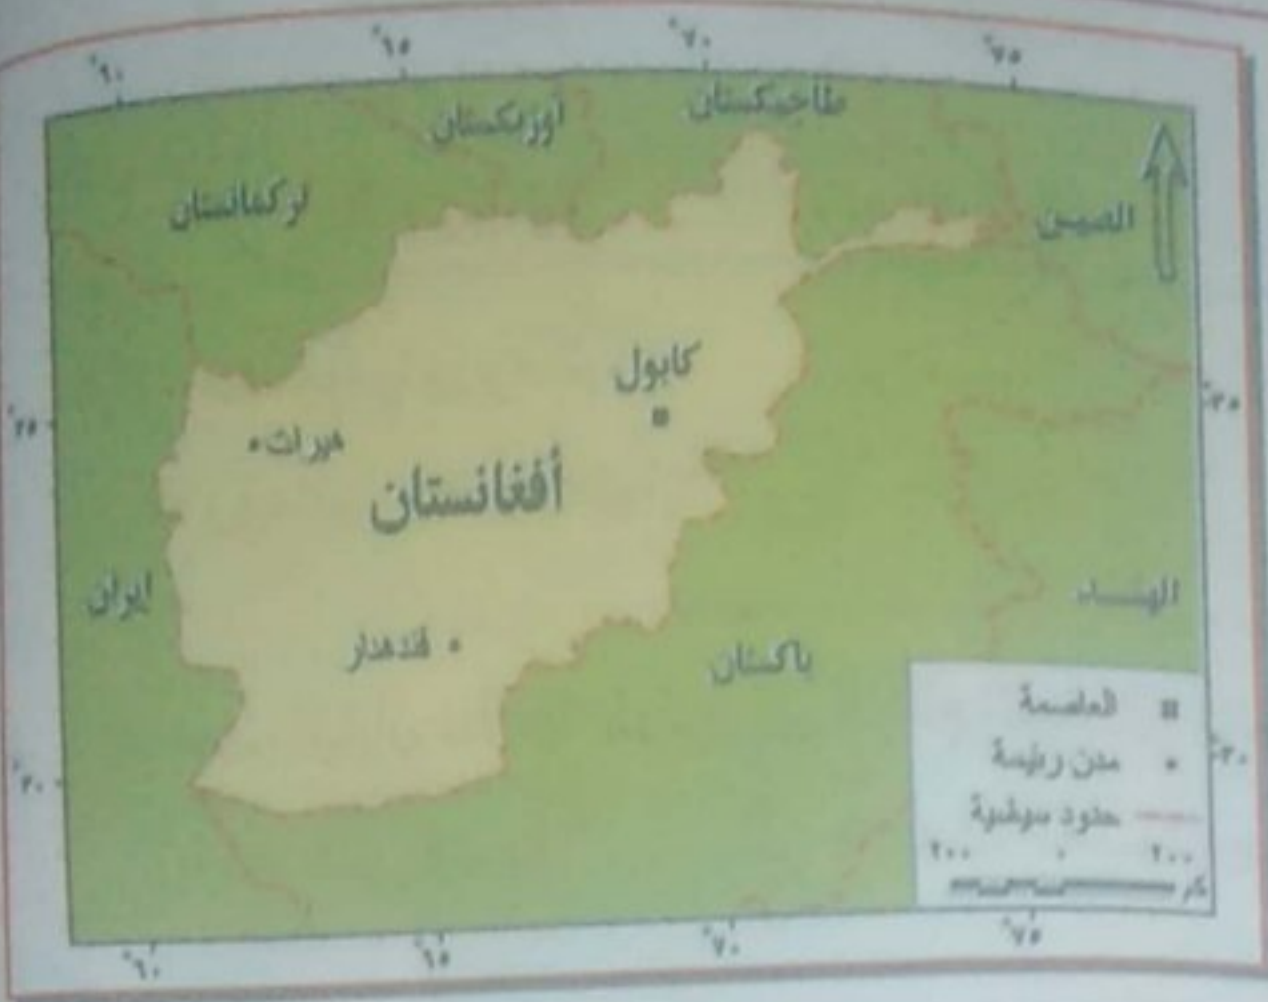 °٦٠ °٦٥ °٧٠ °٧٥
طاجيكستان
أوزبكستان
تركمانستان
الصين
كابول
°٣٥ °٣٥
هيرات
أفغانستان
إيران
الهند
قندهار
باكستان
العاصمة
مدن رئيسة
°٣٠ °٣٠
حدود سياسية
٢٠٠ ٠ ٢٠٠
كم
°٦٠ °٦٥ °٧٠ °٧٥